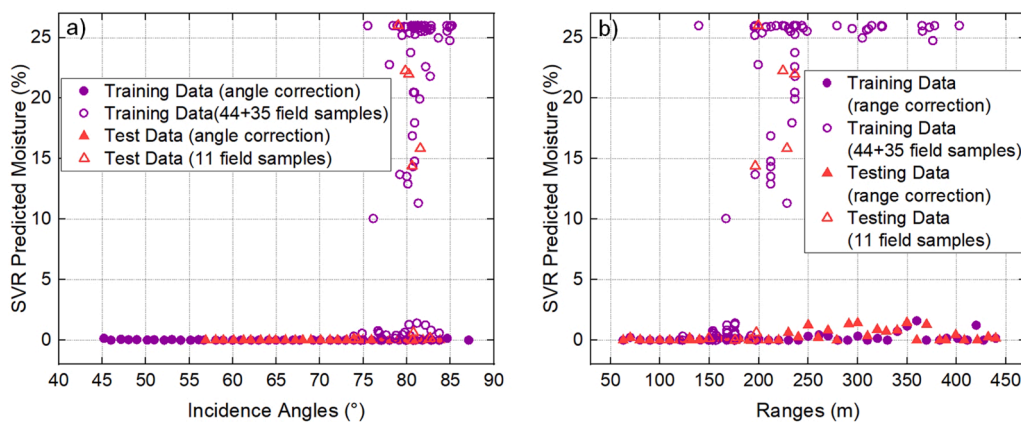 a)
SVR Predicted Moisture (%)
25
20
15
10
5
0
Training Data (angle correction)
Training Data(44+35 field samples)
Test Data (angle correction)
Test Data (11 field samples)
40 45 50 55 60 65 70 75 80 85 90
Incidence Angles (°)
b)
SVR Predicted Moisture (%)
25
20
15
10
5
0
Training Data
(range correction)
Training Data
(44+35 field samples)
Testing Data
(range correction)
Testing Data
(11 field samples)
50 100 150 200 250 300 350 400 450
Ranges (m)